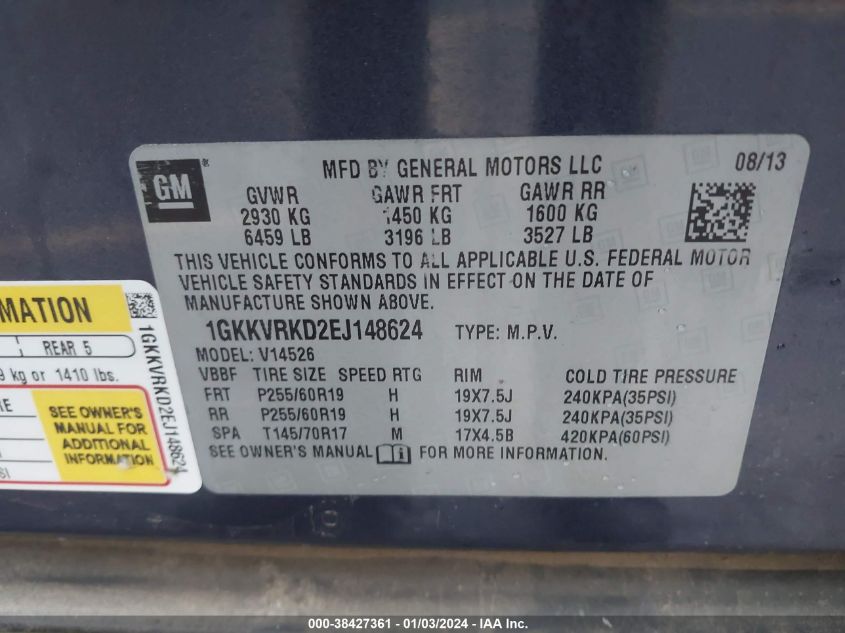 GM
MFD BY GENERAL MOTORS LLC 08/13
GVWR GAWR FRT GAWR RR
2930 KG 1450 KG 1600 KG
6459 LB 3196 LB 3527 LB
THIS VEHICLE CONFORMS TO ALL APPLICABLE U.S. FEDERAL MOTOR
VEHICLE SAFETY STANDARDS IN EFFECT ON THE DATE OF
MANUFACTURE SHOWN ABOVE.
1GKKVRKD2EJ148624 TYPE: M.P.V.
MODEL: V14526
VBBF TIRE SIZE SPEED RTG RIM COLD TIRE PRESSURE
FRT P255/60R19 H 19X7.5J 240KPA(35PSI)
RR P255/60R19 H 19X7.5J 240KPA(35PSI)
SPA T145/70R17 M 17X4.5B 420KPA(60PSI)
SEE OWNER'S MANUAL FOR MORE INFORMATION.
MATION
REAR 5
9 kg or 1410 lbs.
SEE OWNER'S
MANUAL FOR
ADDITIONAL
INFORMATION
1GKKVRKD2EJ148624
000-38427361 - 01/03/2024 - IAA Inc.